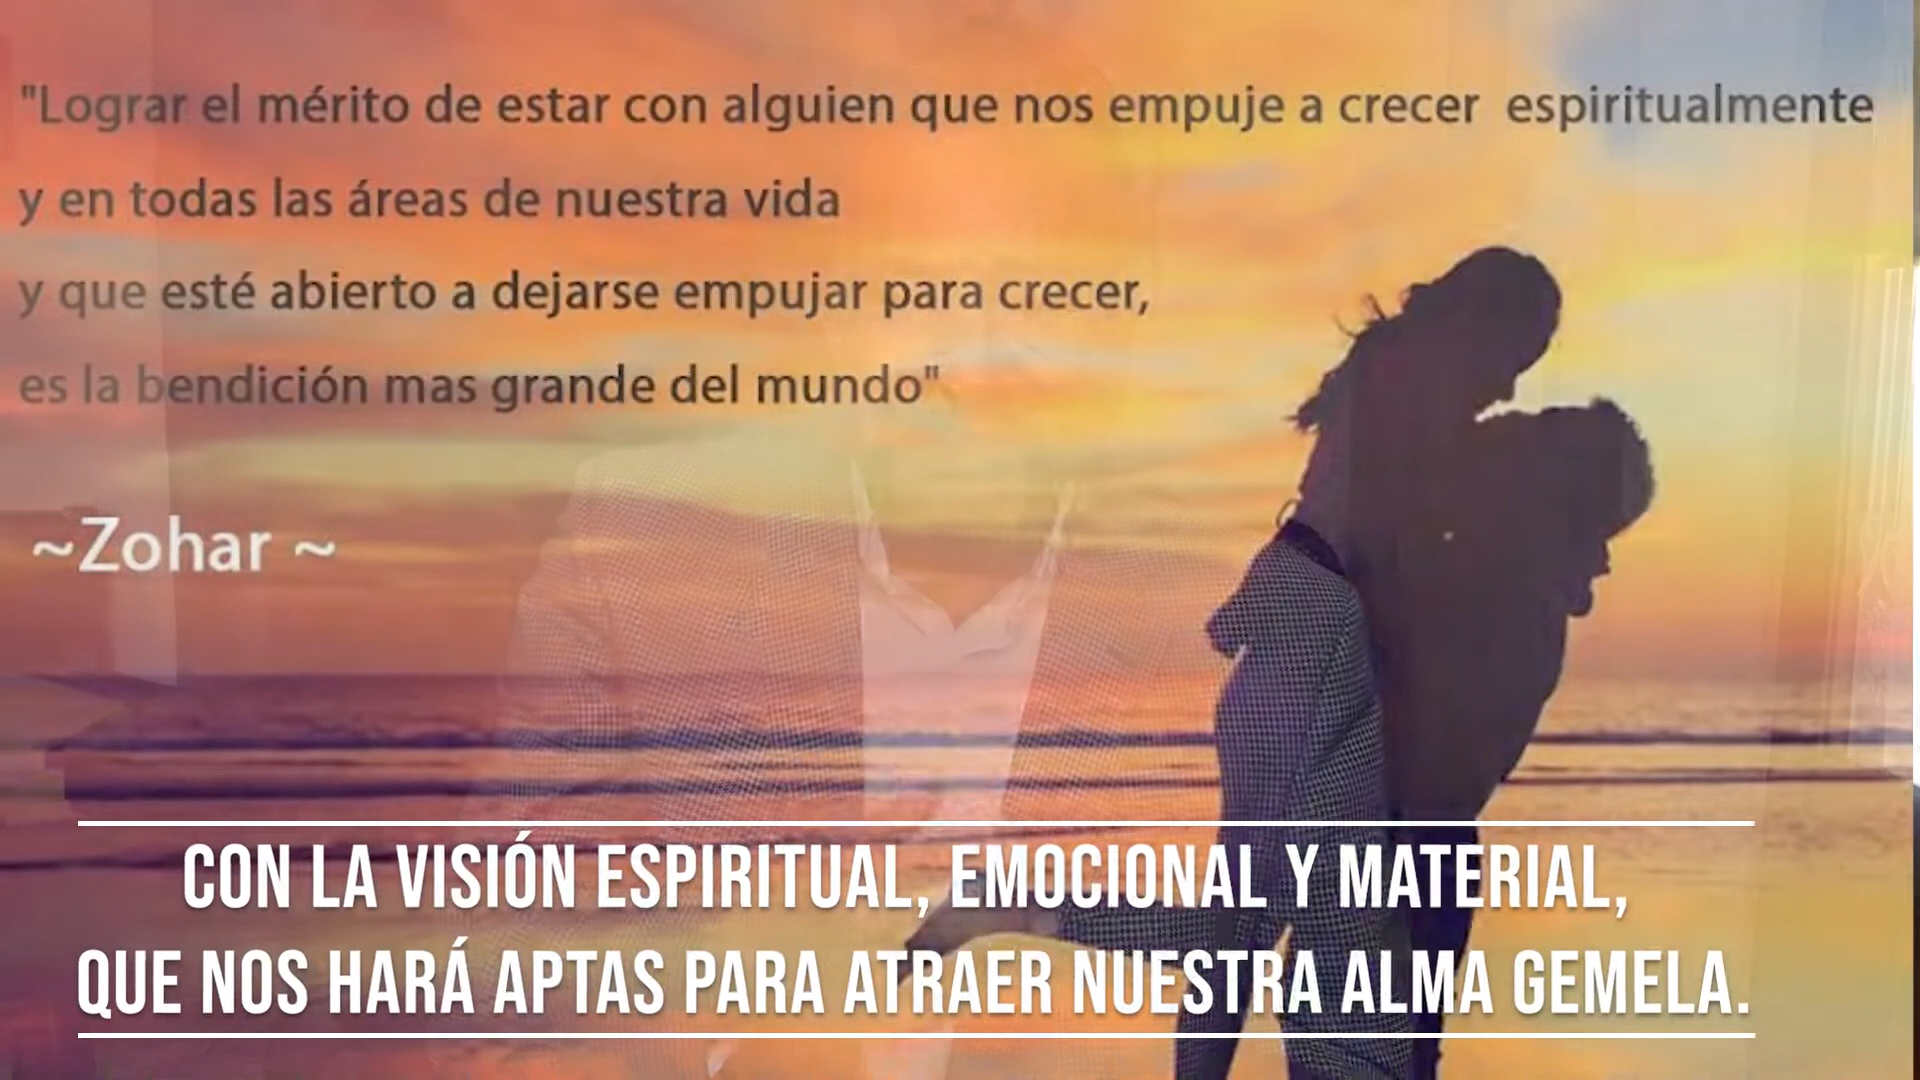 "Lograr el mérito de estar con alguien que nos empuje a crecer espiritualmente
y en todas las áreas de nuestra vida
y que esté abierto a dejarse empujar para crecer,
es la bendición mas grande del mundo"
~Zohar ~
CON LA VISIÓN ESPIRITUAL, EMOCIONAL Y MATERIAL,
QUE NOS HARÁ APTAS PARA ATRAER NUESTRA ALMA GEMELA.